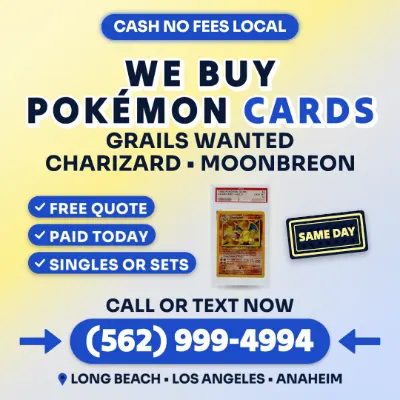 CASH NO FEES LOCAL
WE BUY
POKÉMON CARDS
GRAILS WANTED
CHARIZARD • MOONBREON
FREE QUOTE
PAID TODAY
SINGLES OR SETS
SAME DAY
CALL OR TEXT NOW
(562) 999-4994
LONG BEACH • LOS ANGELES • ANAHEIM